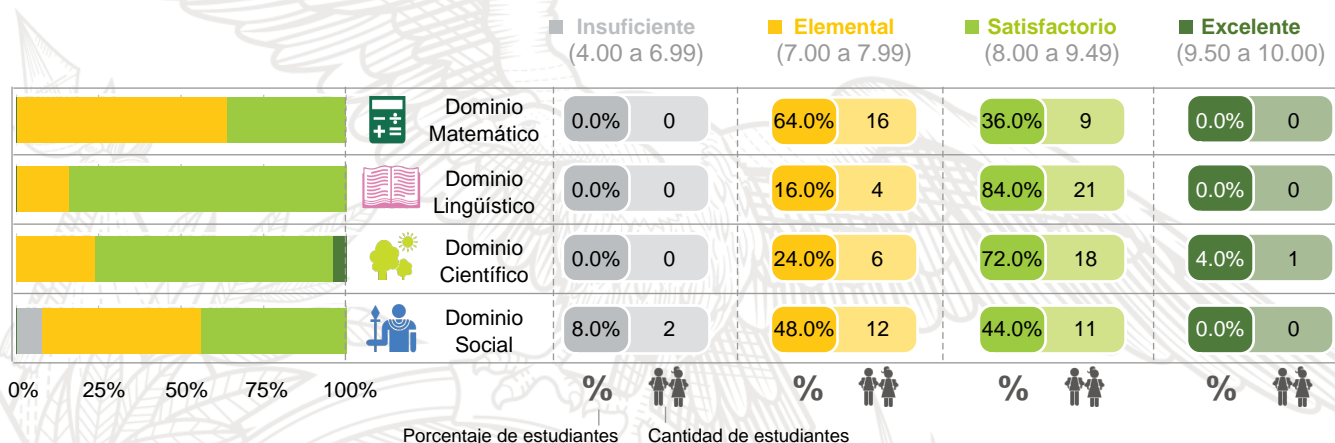 Insuficiente Elemental Satisfactorio Excelente
(4.00 a 6.99) (7.00 a 7.99) (8.00 a 9.49) (9.50 a 10.00)
Dominio
Matemático
0.0% 0 64.0% 16 36.0% 9 0.0% 0
Dominio
Lingüístico
0.0% 0 16.0% 4 84.0% 21 0.0% 0
Dominio
Científico
0.0% 0 24.0% 6 72.0% 18 4.0% 1
Dominio
Social
8.0% 2 48.0% 12 44.0% 11 0.0% 0
0% 25% 50% 75% 100% % % % %
Porcentaje de estudiantes Cantidad de estudiantes